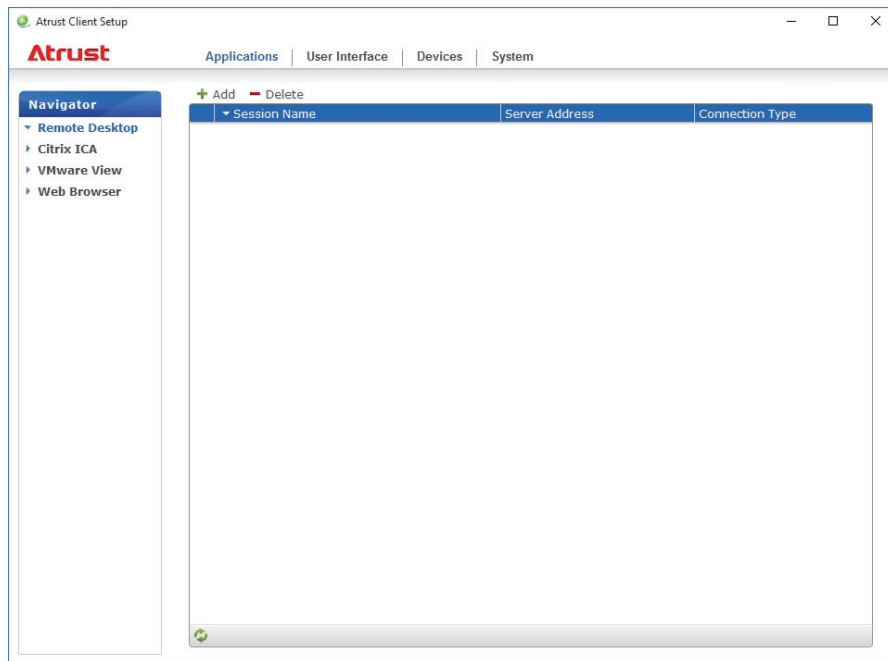 Atrust Client Setup
Atrust
Applications User Interface Devices System
Navigator
Remote Desktop
Citrix ICA
VMware View
Web Browser
Add Delete
Session Name Server Address Connection Type